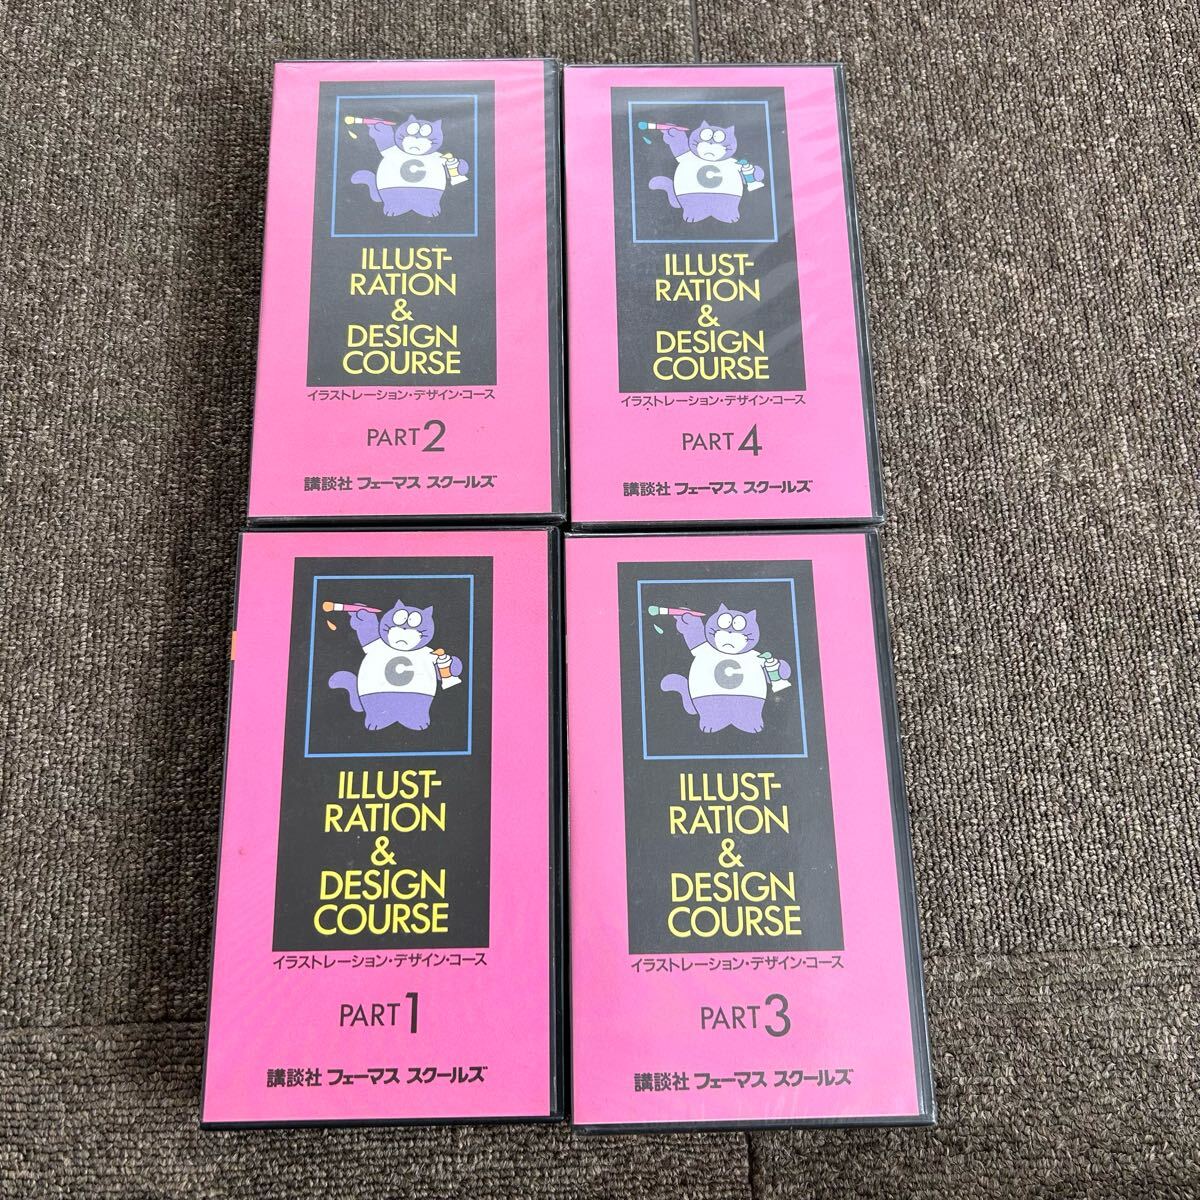 C
ILLUST-
RATION
&
DESIGN
COURSE
イラストレーション・デザイン・コース
PART 2
講談社 フェーマス スクールズ
C
ILLUST-
RATION
&
DESIGN
COURSE
イラストレーション・デザイン・コース
PART 4
講談社 フェーマス スクールズ
C
ILLUST-
RATION
&
DESIGN
COURSE
イラストレーション・デザイン・コース
PART 1
講談社 フェーマス スクールズ
C
ILLUST-
RATION
&
DESIGN
COURSE
イラストレーション・デザイン・コース
PART 3
講談社 フェーマス スクールズ